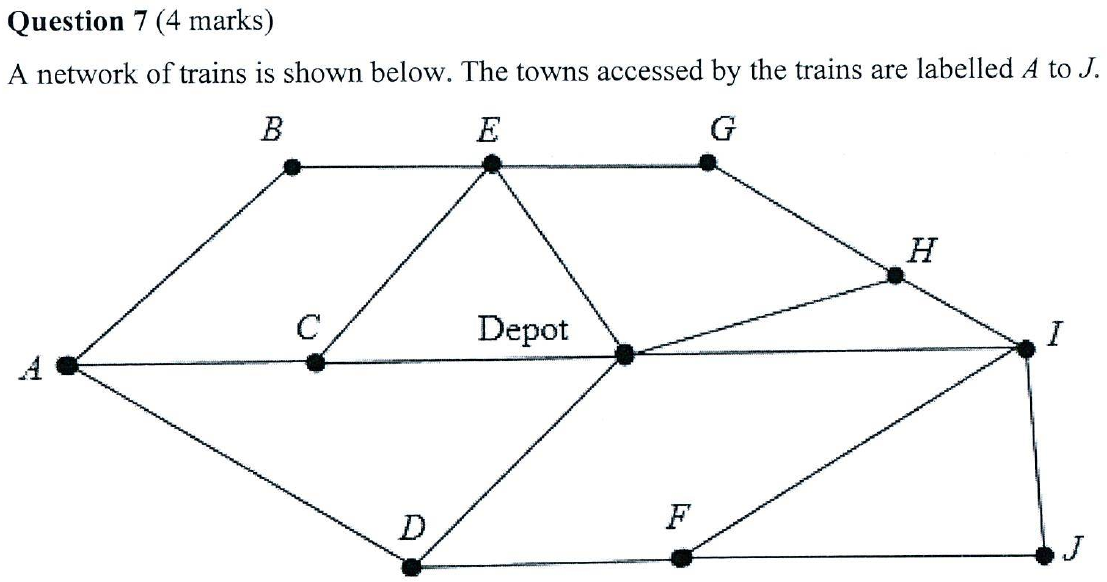 Question 7 (4 marks)
A network of trains is shown below. The towns accessed by the trains are labelled A to J.
B
E
G
H
C
Depot
I
A
D
F
J